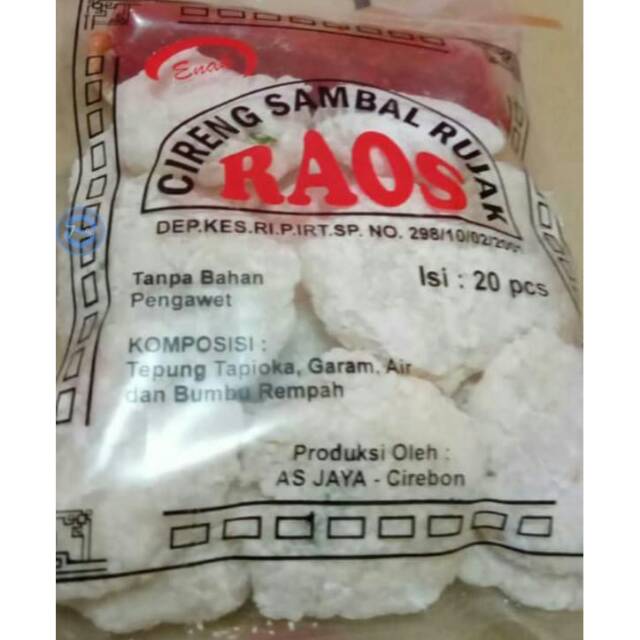 Enak
CIRENG SAMBAL RUJAK
RAOS
DEP.KES.RI.P.IRT.SP. NO. 298/10/02/2001
Tanpa Bahan
Pengawet
Isi : 20 pcs
KOMPOSISI :
Tepung Tapioka, Garam, Air
dan Bumbu Rempah
Produksi Oleh :
AS JAYA - Cirebon